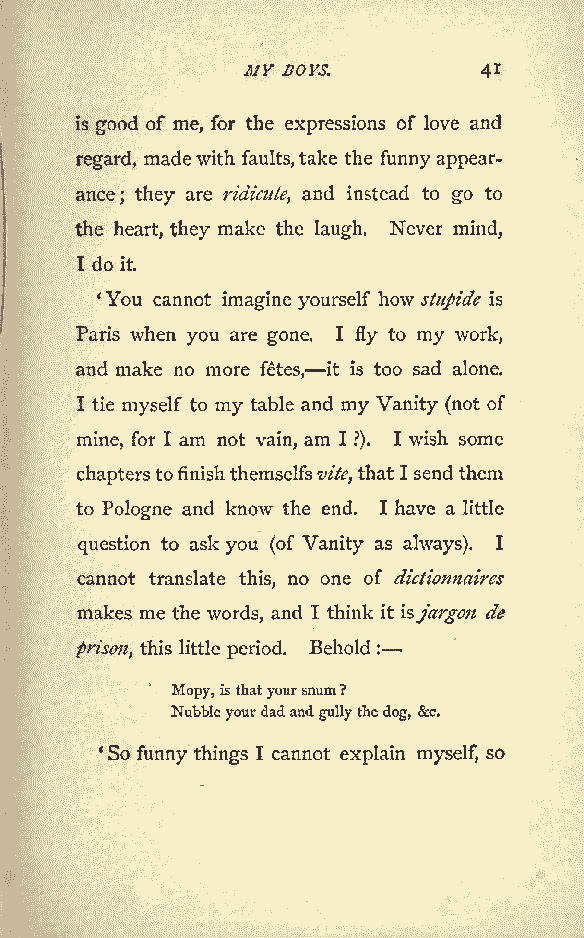 MY BOYS. 41
is good of me, for the expressions of love and
regard, made with faults, take the funny appear-
ance; they are ridicule, and instead to go to
the heart, they make the laugh. Never mind,
I do it.
‘You cannot imagine yourself how stupide is
Paris when you are gone. I fly to my work,
and make no more fêtes,—it is too sad alone.
I tie myself to my table and my Vanity (not of
mine, for I am not vain, am I ?). I wish some
chapters to finish themselfs vite, that I send them
to Pologne and know the end. I have a little
question to ask you (of Vanity as always). I
cannot translate this, no one of dictionnaires
makes me the words, and I think it is jargon de
prison, this little period. Behold :—
Mopy, is that your snum ?
Nubble your dad and gully the dog, &c.
‘So funny things I cannot explain myself, so